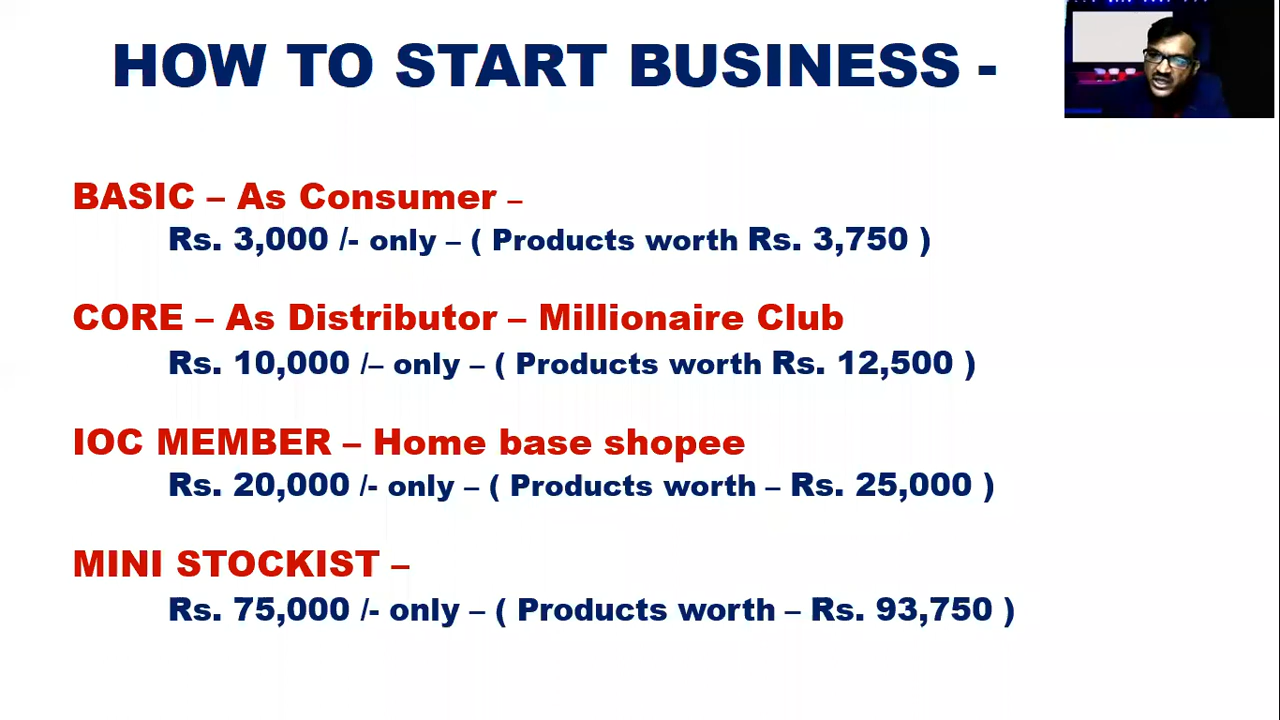 HOW TO START BUSINESS -
BASIC – As Consumer –
Rs. 3,000 /- only – ( Products worth Rs. 3,750 )
CORE – As Distributor – Millionaire Club
Rs. 10,000 /– only – ( Products worth Rs. 12,500 )
IOC MEMBER – Home base shopee
Rs. 20,000 /- only – ( Products worth – Rs. 25,000 )
MINI STOCKIST –
Rs. 75,000 /- only – ( Products worth – Rs. 93,750 )